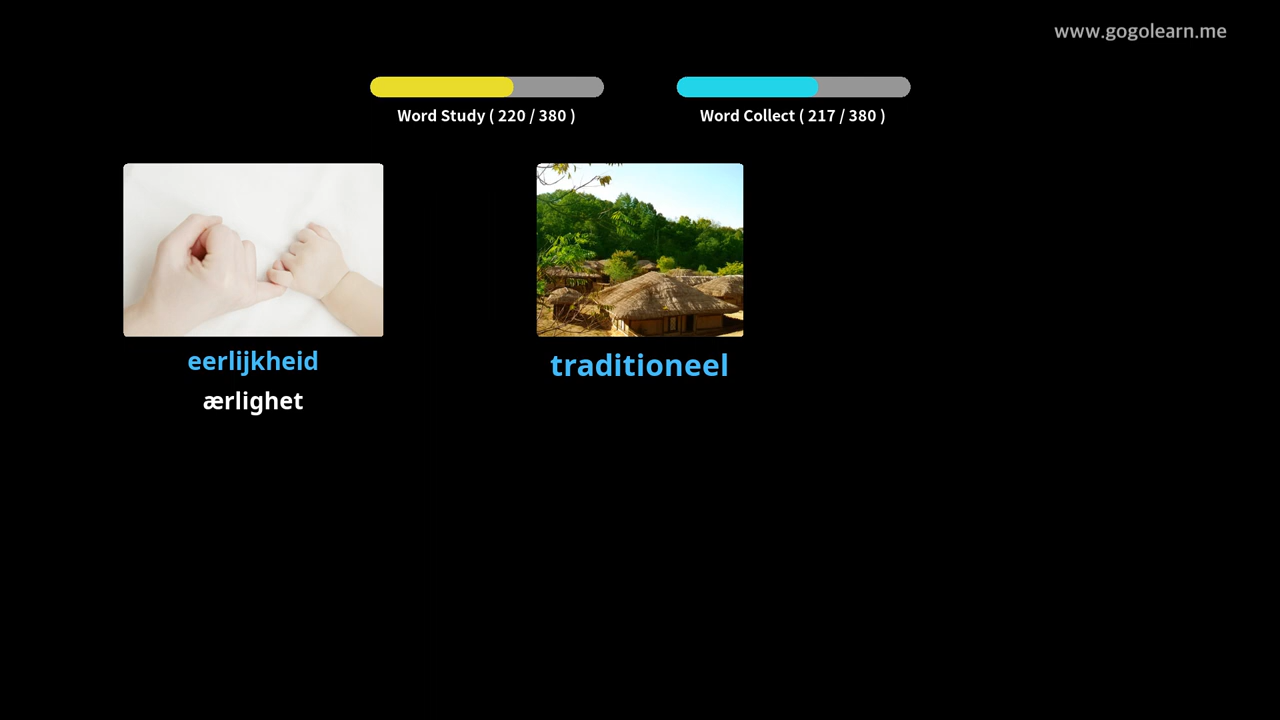 www.gogolearn.me
Word Study ( 220 / 380 )
Word Collect ( 217 / 380 )
eerlijkheid
ærlighet
traditioneel